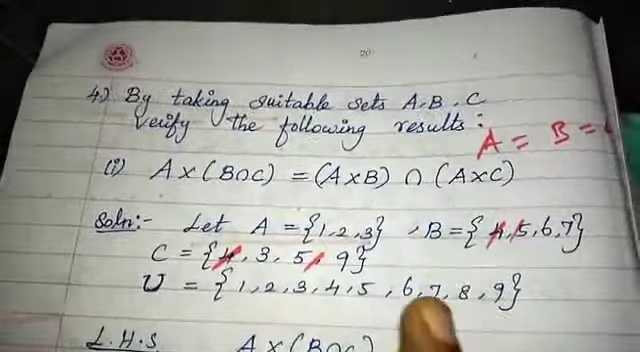 20
4) By taking suitable sets A, B, C
Verify the following results:
A = B =
(i) A × (B∩C) = (A×B) ∩ (A×C)
Soln:- Let A = {1,2,3}, B = {4,5,6,7}
C = {4, 3, 5, 9}
U = {1,2,3,4,5,6,7,8,9}
L.H.S A × (B∩C)